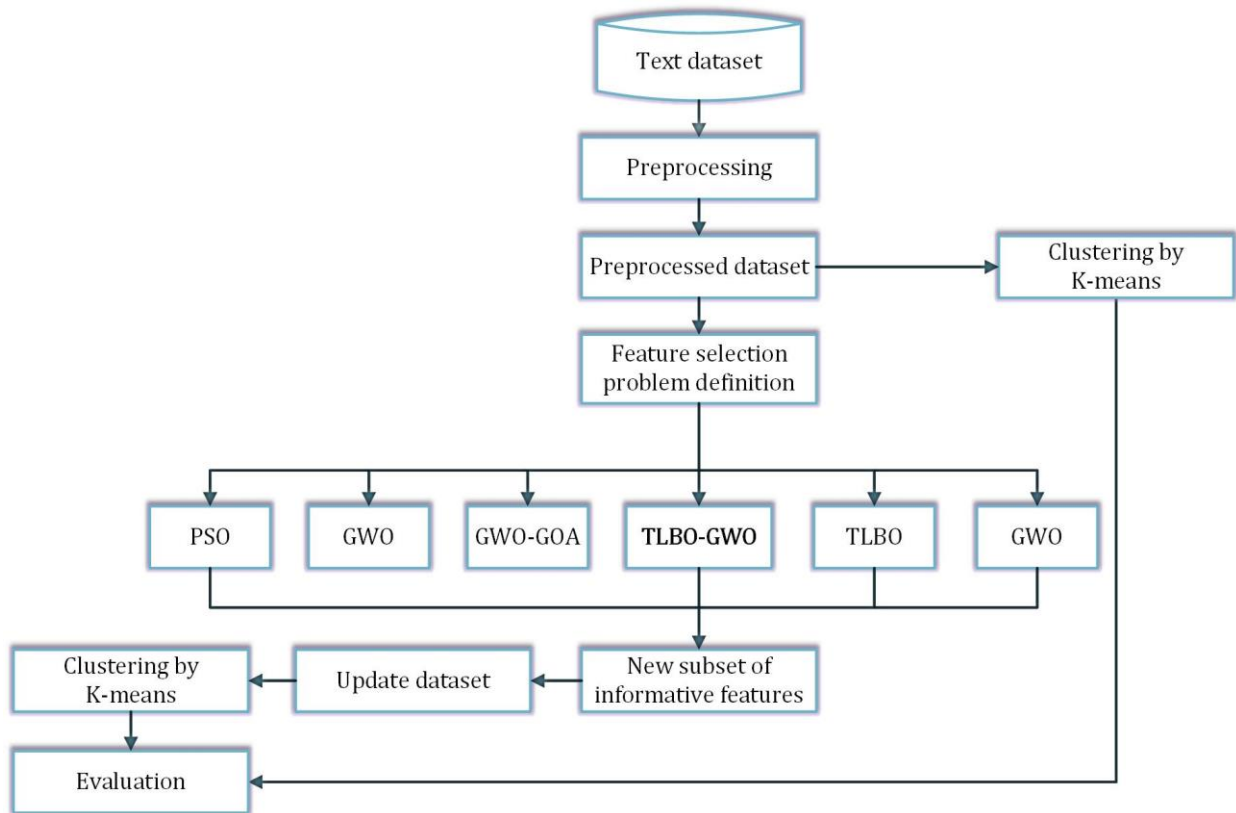 Text dataset
Preprocessing
Preprocessed dataset
Clustering by
K-means
Feature selection
problem definition
PSO
GWO
GWO-GOA
TLBO-GWO
TLBO
GWO
Clustering by
K-means
Update dataset
New subset of
informative features
Evaluation